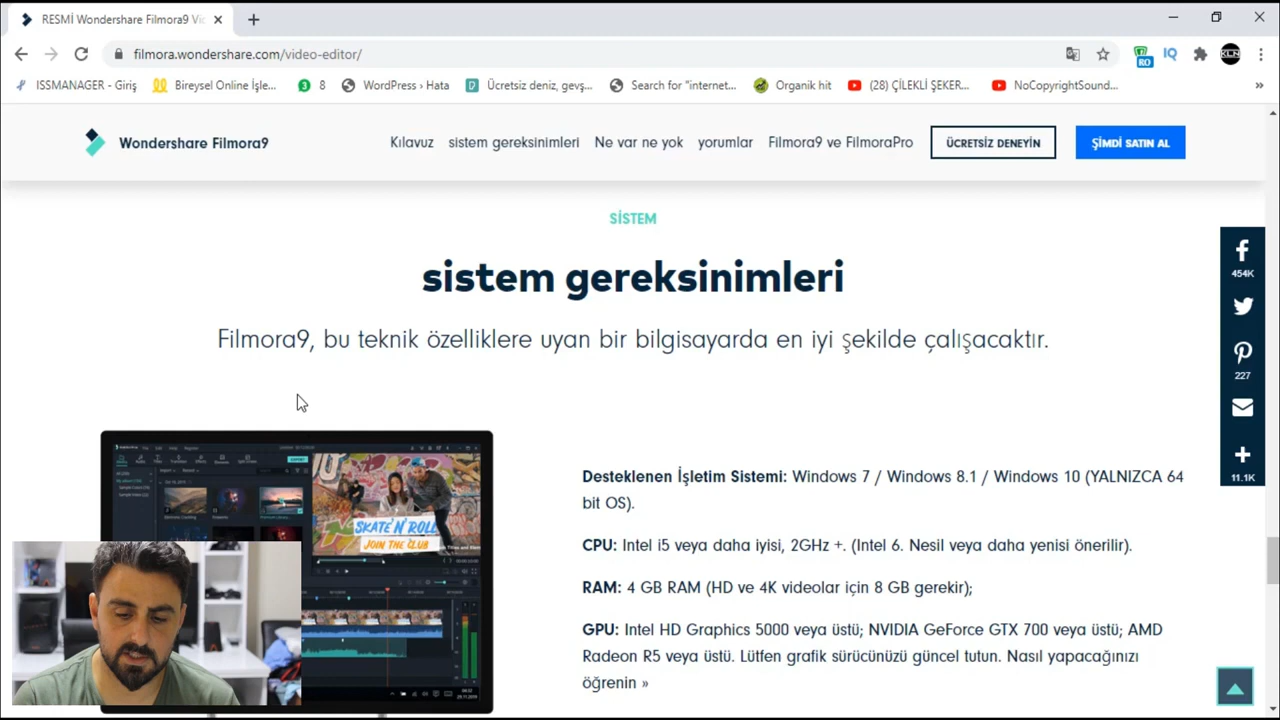 RESMİ Wondershare Filmora9 Vi
filmora.wondershare.com/video-editor/
RO
IQ
KLN
ISSMANAGER - Giriş
Bireysel Online İşle...
3
8
WordPress › Hata
Ücretsiz deniz, gevş...
Search for "internet...
Organik hit
(28) ÇİLEKLİ ŞEKER...
NoCopyrightSound...
»
Wondershare Filmora9
Kılavuz
sistem gereksinimleri
Ne var ne yok
yorumlar
Filmora9 ve FilmoraPro
ÜCRETSİZ DENEYİN
ŞİMDİ SATIN AL
SİSTEM
sistem gereksinimleri
Filmora9, bu teknik özelliklere uyan bir bilgisayarda en iyi şekilde çalışacaktır.
454K
227
11.1K
SKATE'N'ROLL
JOIN THE CLUB
Desteklenen İşletim Sistemi: Windows 7 / Windows 8.1 / Windows 10 (YALNIZCA 64
bit OS).
CPU: Intel i5 veya daha iyisi, 2GHz +. (Intel 6. Nesil veya daha yenisi önerilir).
RAM: 4 GB RAM (HD ve 4K videolar için 8 GB gerekir);
GPU: Intel HD Graphics 5000 veya üstü; NVIDIA GeForce GTX 700 veya üstü; AMD
Radeon R5 veya üstü. Lütfen grafik sürücünüzü güncel tutun. Nasıl yapacağınızı
öğrenin »